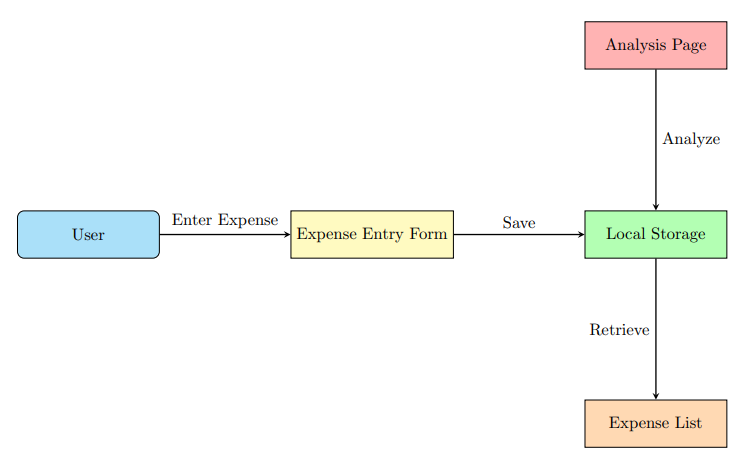 Analysis Page
Analyze
User
Enter Expense
Expense Entry Form
Save
Local Storage
Retrieve
Expense List